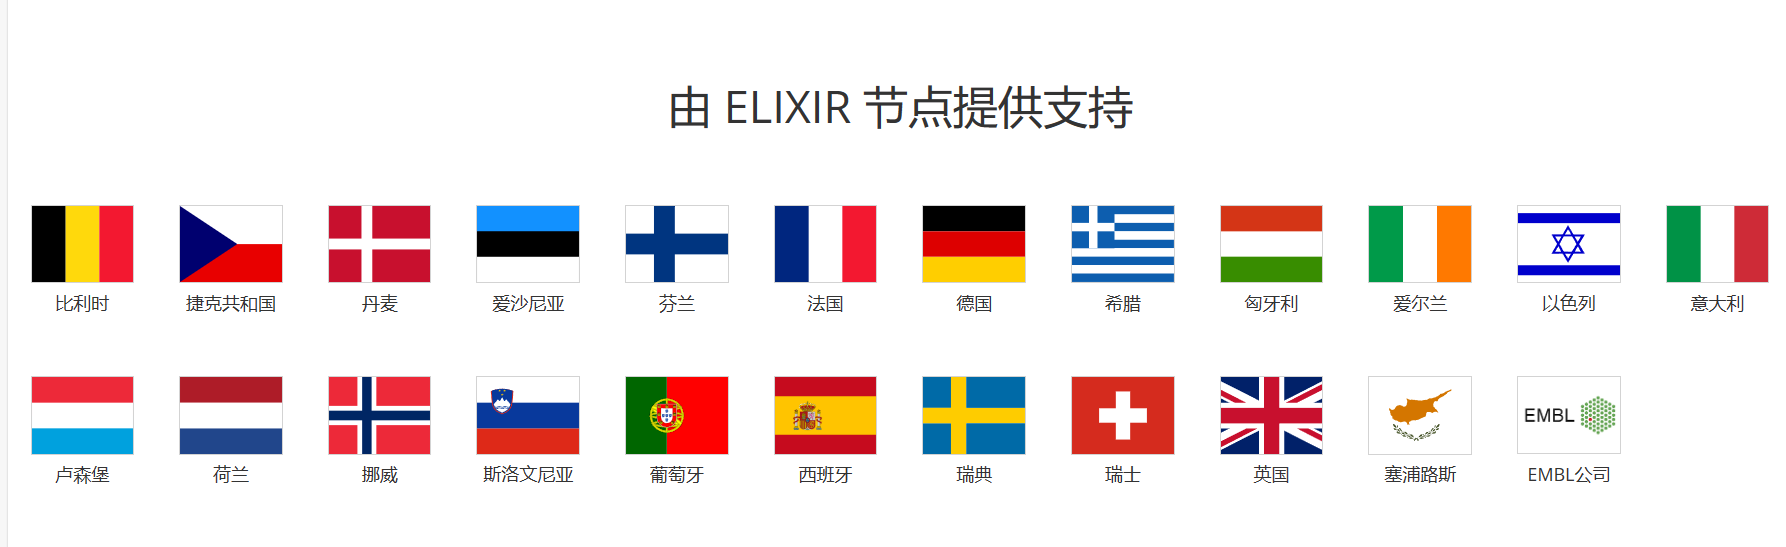 由 ELIXIR 节点提供支持
比利时 捷克共和国 丹麦 爱沙尼亚 芬兰 法国 德国 希腊 匈牙利 爱尔兰 以色列 意大利
EMBL
卢森堡 荷兰 挪威 斯洛文尼亚 葡萄牙 西班牙 瑞典 瑞士 英国 塞浦路斯 EMBL公司